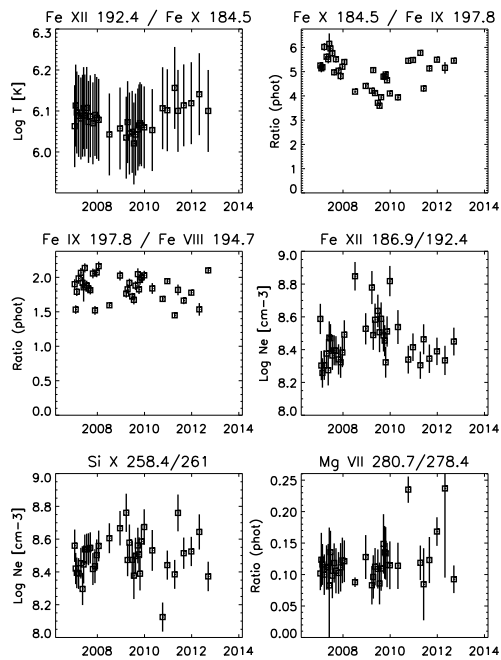 Fe XII 192.4 / Fe X 184.5
Fe X 184.5 / Fe IX 197.8
6.3
6.2
6.1
6.0
Log T [K]
2008 2010 2012 2014
6
5
4
3
2
1
0
Ratio (phot)
2008 2010 2012 2014
Fe IX 197.8 / Fe VIII 194.7
Fe XII 186.9/192.4
2.0
1.5
1.0
0.5
0.0
Ratio (phot)
2008 2010 2012 2014
9.0
8.8
8.6
8.4
8.2
8.0
Log Ne [cm-3]
2008 2010 2012 2014
Si X 258.4/261
Mg VII 280.7/278.4
9.0
8.8
8.6
8.4
8.2
8.0
Log Ne [cm-3]
2008 2010 2012 2014
0.25
0.20
0.15
0.10
0.05
0.00
Ratio (phot)
2008 2010 2012 2014